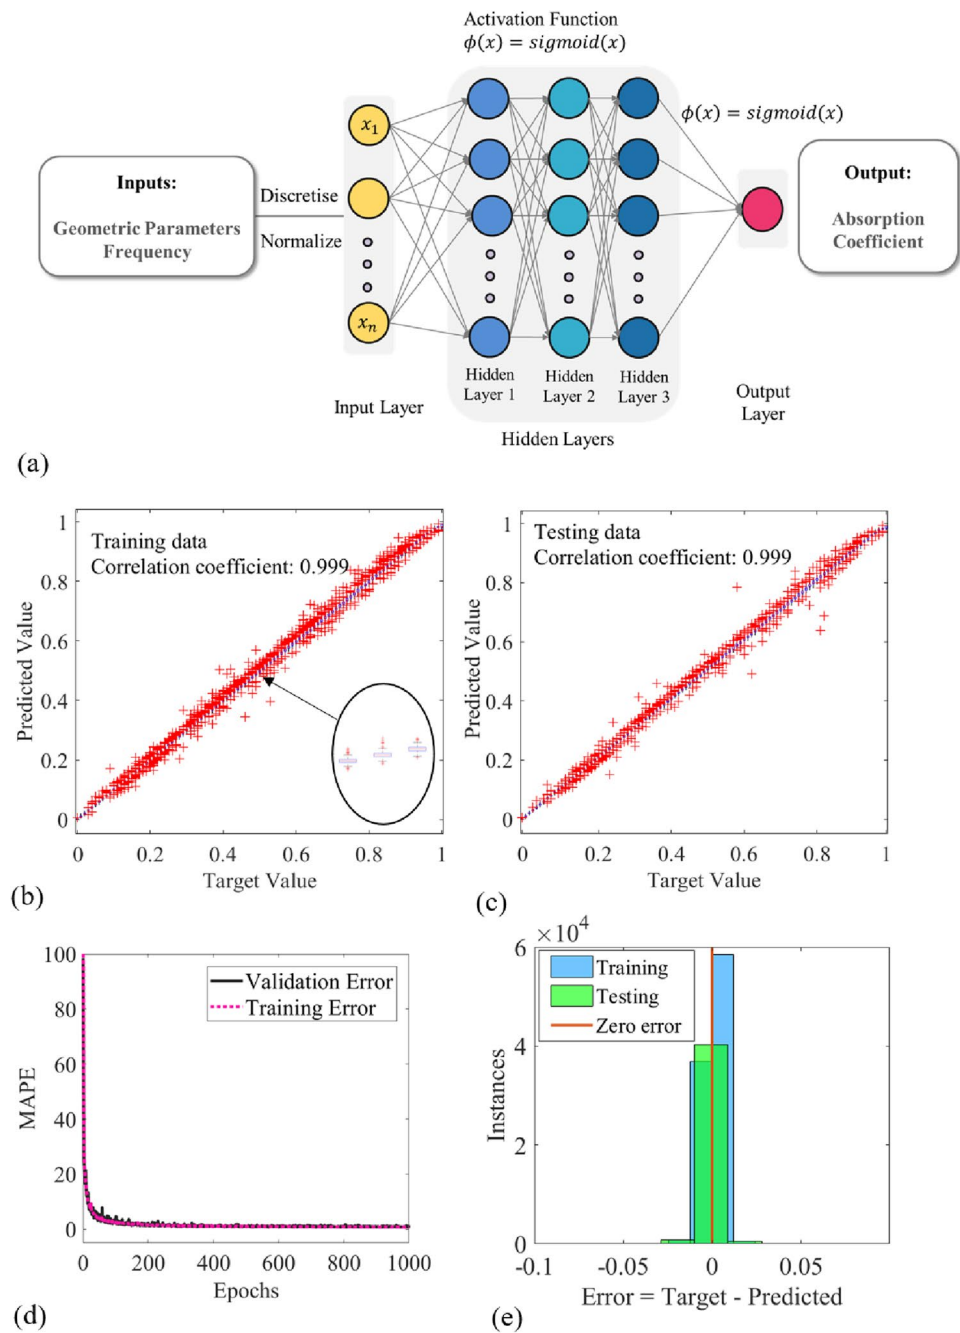 Activation Function
ϕ(x) = sigmoid(x)
ϕ(x) = sigmoid(x)
Inputs:
Geometric Parameters
Frequency
Discretise
Normalize
x₁
xₙ
Output:
Absorption
Coefficient
Hidden
Layer 1
Hidden
Layer 2
Hidden
Layer 3
Input Layer
Hidden Layers
Output
Layer
(a)
Training data
Correlation coefficient: 0.999
Predicted Value
1
0.8
0.6
0.4
0.2
0
0 0.2 0.4 0.6 0.8 1
Target Value
(b)
Testing data
Correlation coefficient: 0.999
Predicted Value
1
0.8
0.6
0.4
0.2
0
0 0.2 0.4 0.6 0.8 1
Target Value
(c)
MAPE
100
80
60
40
20
0
Validation Error
Training Error
0 200 400 600 800 1000
Epochs
(d)
×10⁴
Instances
6
4
2
0
Training
Testing
Zero error
-0.1 -0.05 0 0.05
Error = Target - Predicted
(e)